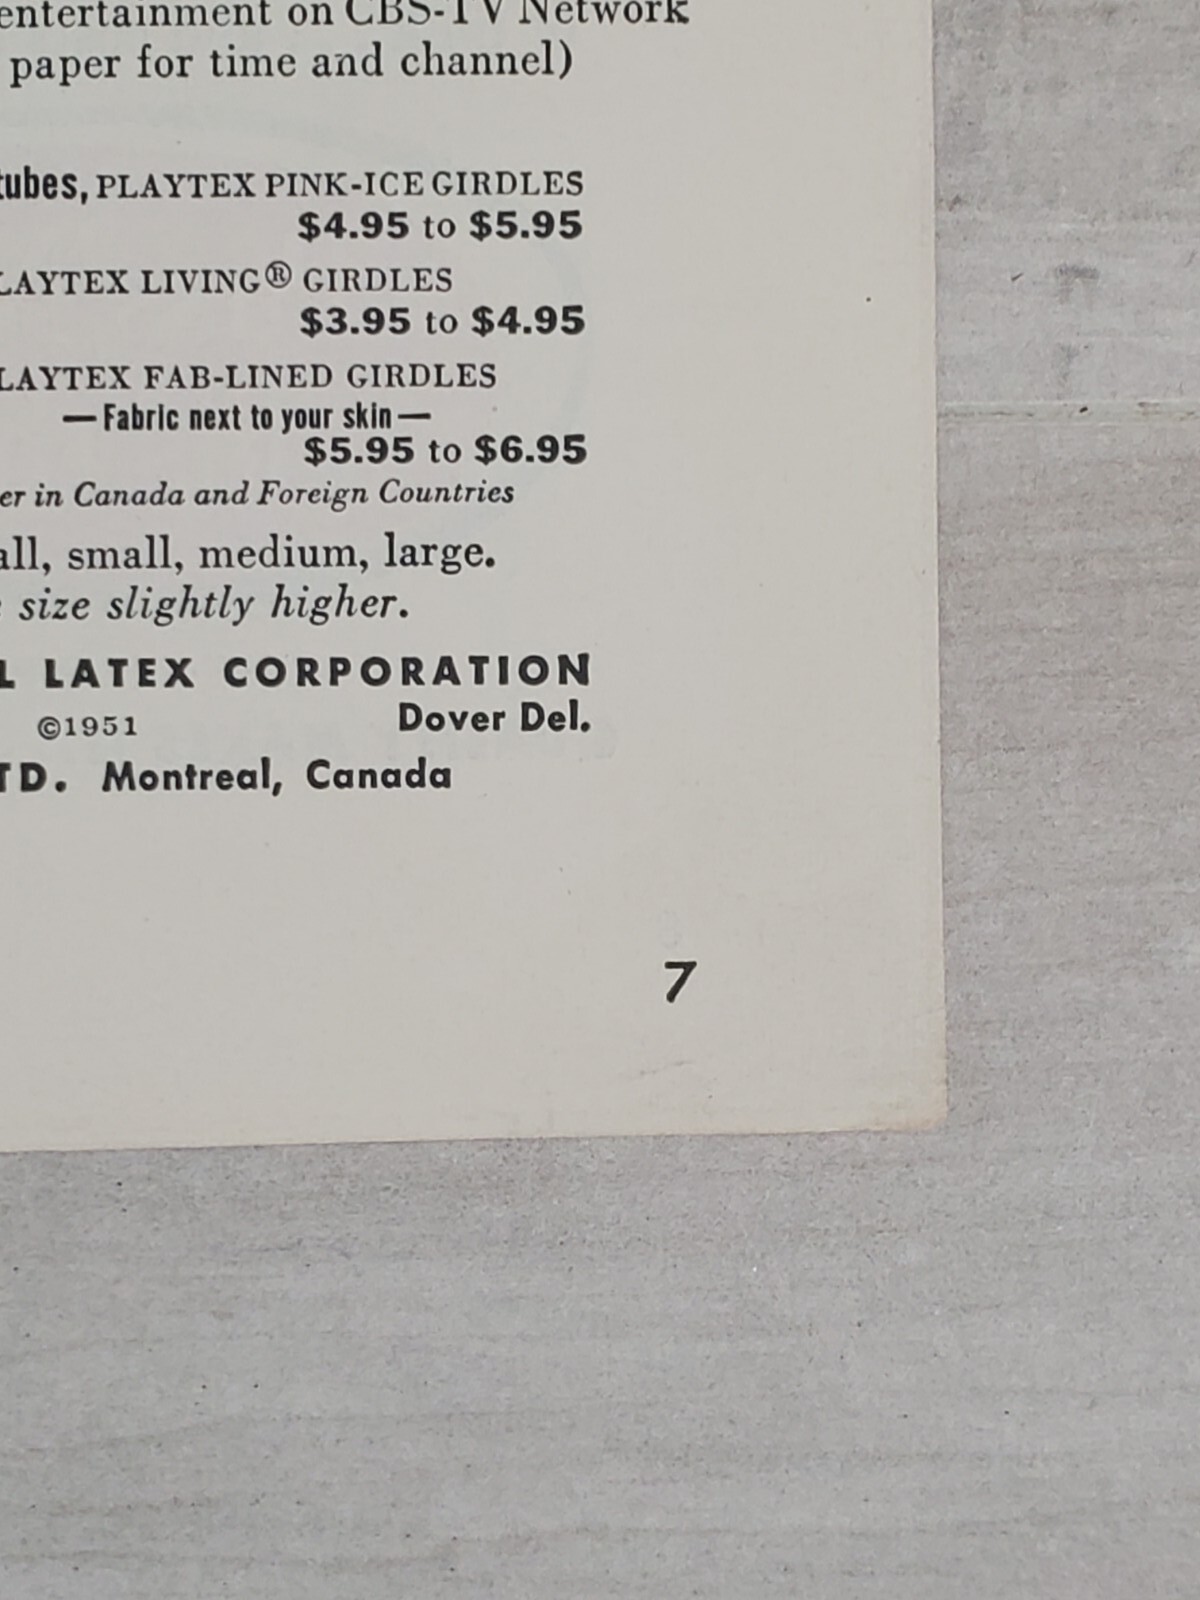 entertainment on CBS-TV Network
paper for time and channel)
tubes, PLAYTEX PINK-ICE GIRDLES
$4.95 to $5.95
LAYTEX LIVING® GIRDLES
$3.95 to $4.95
LAYTEX FAB-LINED GIRDLES
—Fabric next to your skin—
$5.95 to $6.95
er in Canada and Foreign Countries
all, small, medium, large.
size slightly higher.
L LATEX CORPORATION
©1951 Dover Del.
TD. Montreal, Canada
7